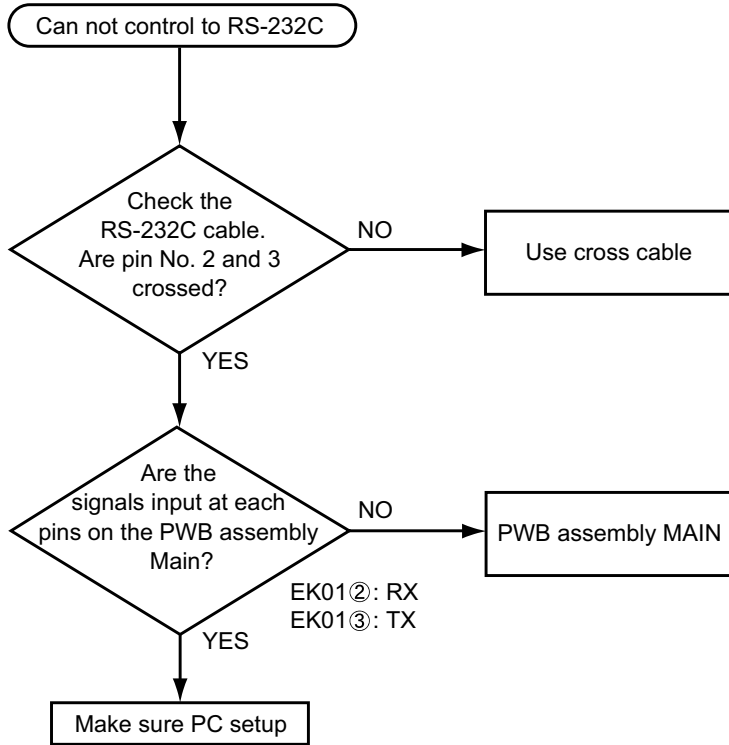 Can not control to RS-232C
Check the
RS-232C cable.
Are pin No. 2 and 3
crossed?
NO
Use cross cable
YES
Are the
signals input at each
pins on the PWB assembly
Main?
NO
PWB assembly MAIN
EK01②: RX
EK01③: TX
YES
Make sure PC setup